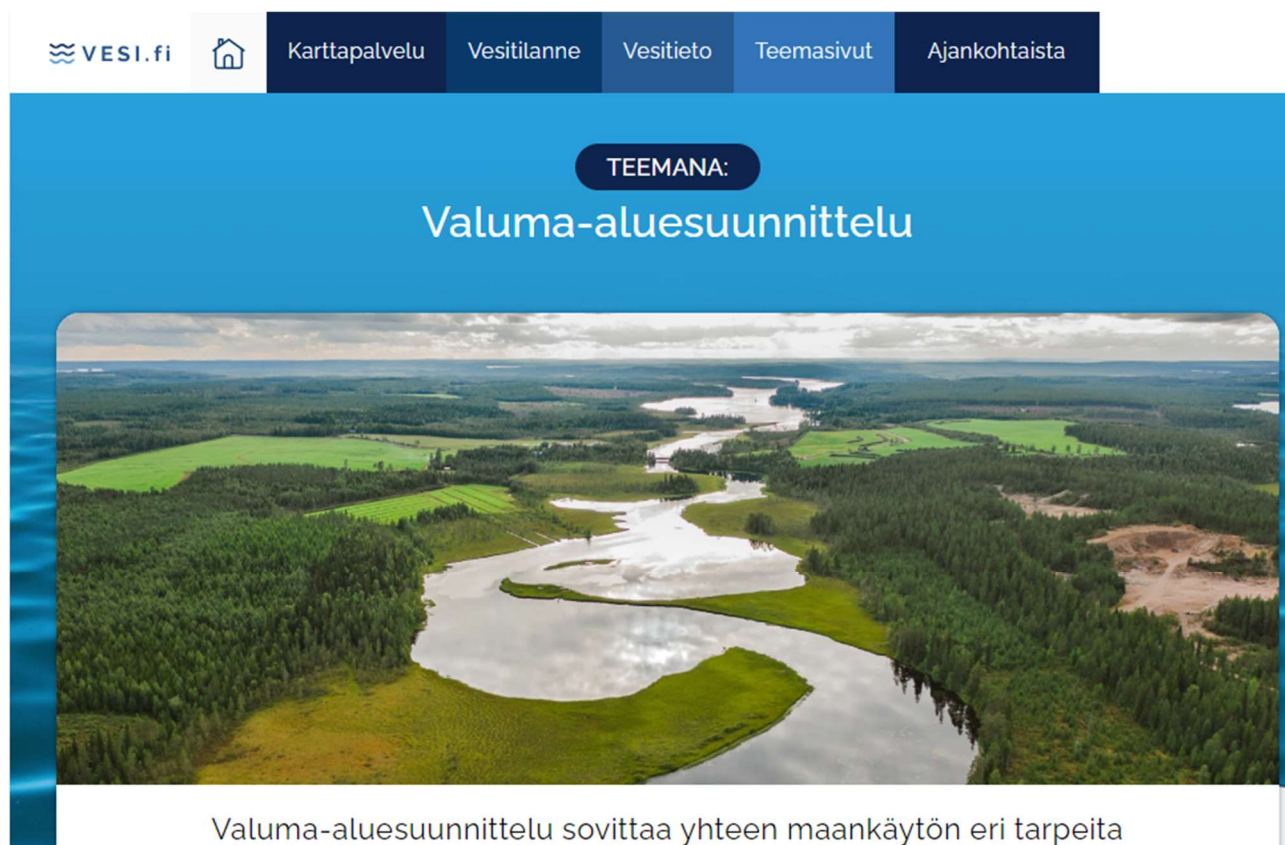 VESI.fi Karttapalvelu Vesitilanne Vesitieto Teemasivut Ajankohtaista
TEEMANA:
Valuma-aluesuunnittelu
Valuma-aluesuunnittelu sovittaa yhteen maankäytön eri tarpeita